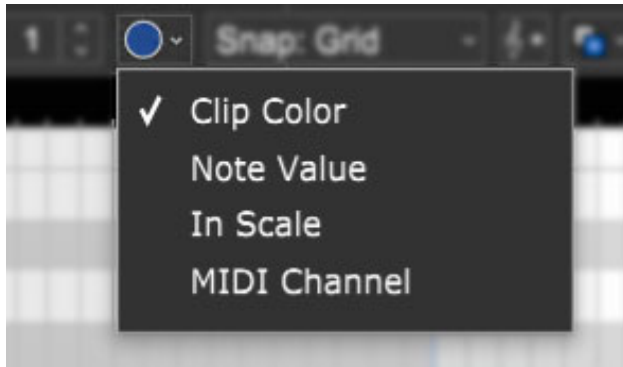 1 Snap: Grid
✓ Clip Color
Note Value
In Scale
MIDI Channel